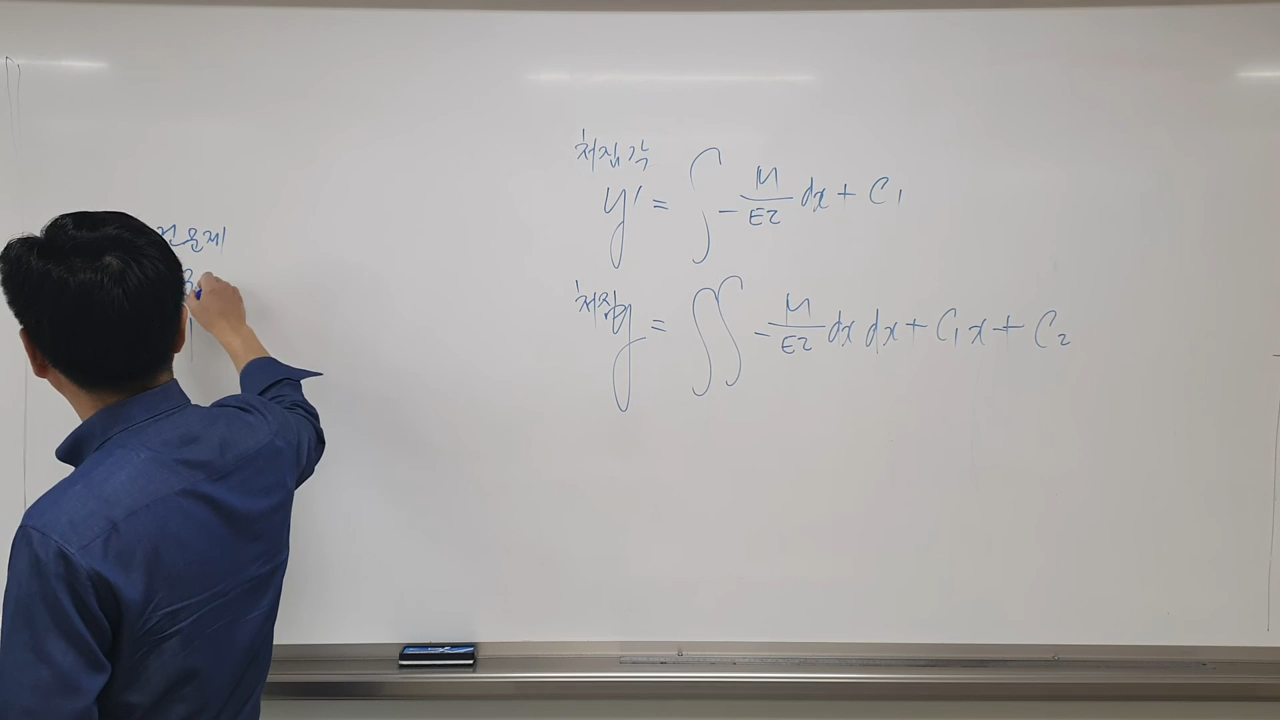 처짐각
y' = ∫ - M/EI dx + C₁
처짐 y = ∬ - M/EI dx dx + C₁x + C₂